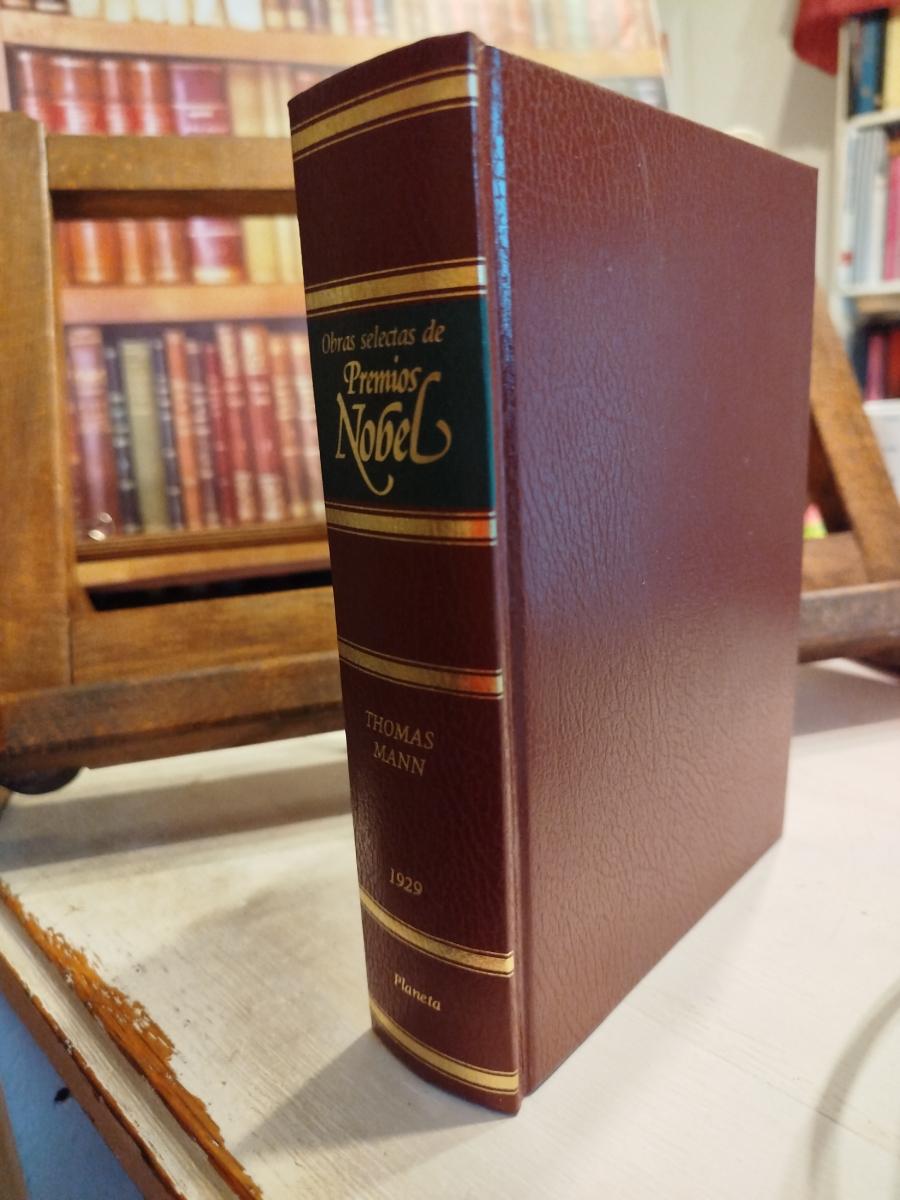 Obras selectas de
Premios
Nobel
THOMAS
MANN
1929
Planeta